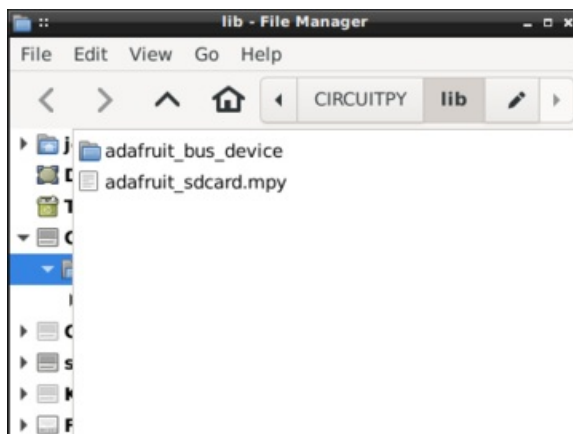 lib - File Manager
File Edit View Go Help
CIRCUITPY lib
adafruit_bus_device
adafruit_sdcard.mpy